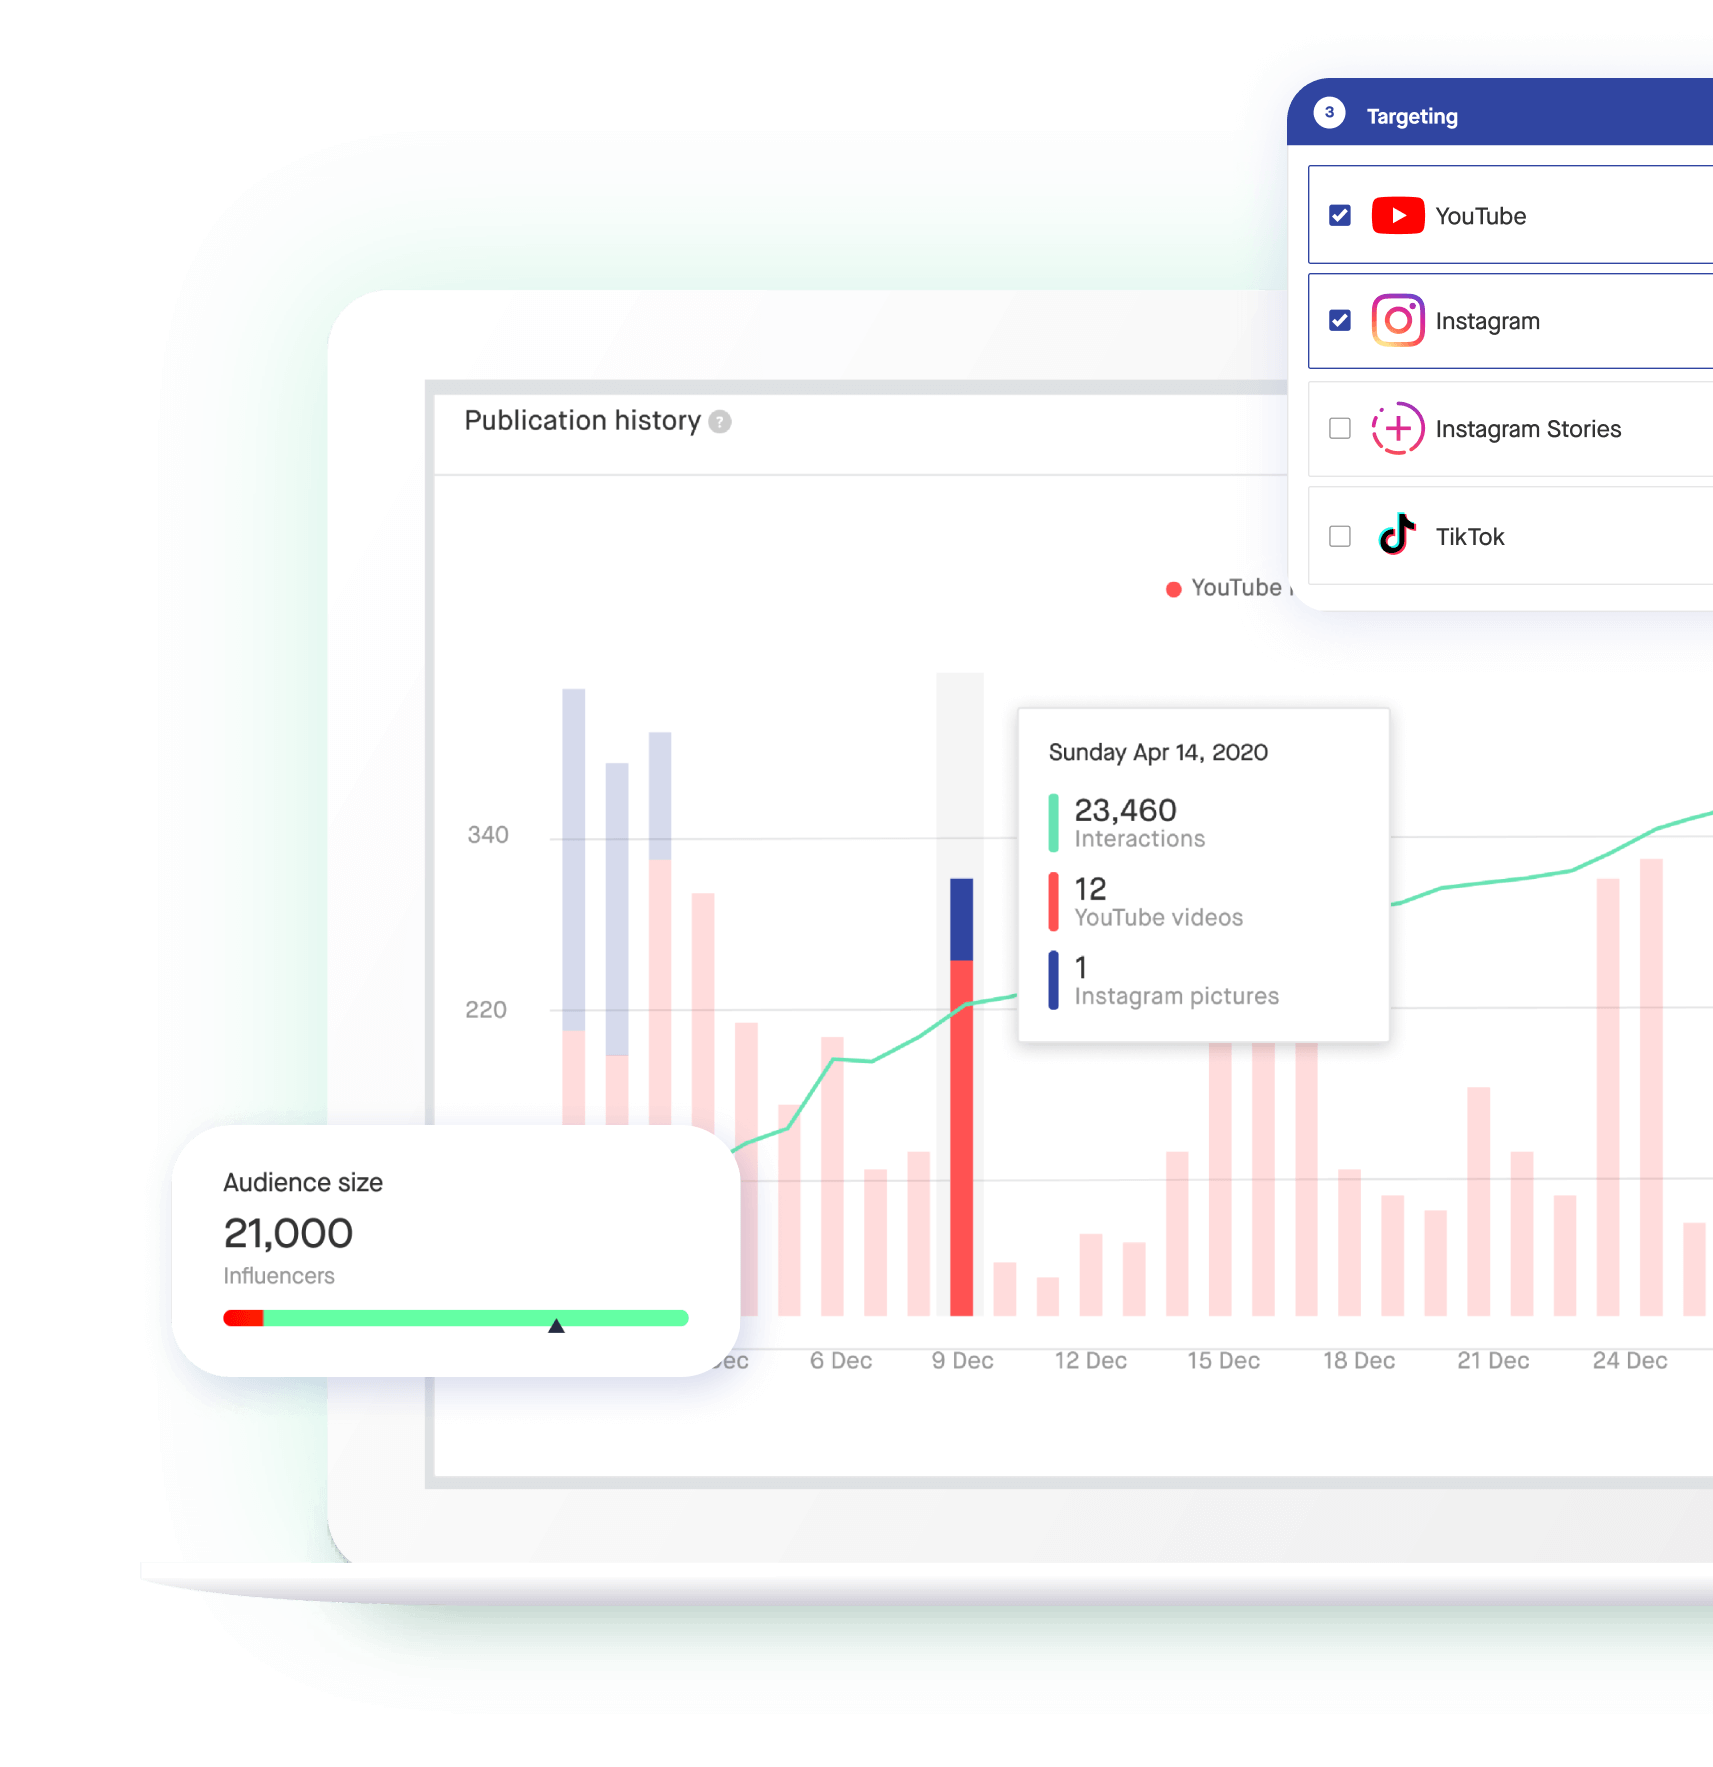 3 Targeting
YouTube
Instagram
Instagram Stories
TikTok
Publication history ?
YouTube
Sunday Apr 14, 2020
23,460
Interactions
12
YouTube videos
1
Instagram pictures
340
220
Audience size
21,000
Influencers
Dec 6 Dec 9 Dec 12 Dec 15 Dec 18 Dec 21 Dec 24 Dec